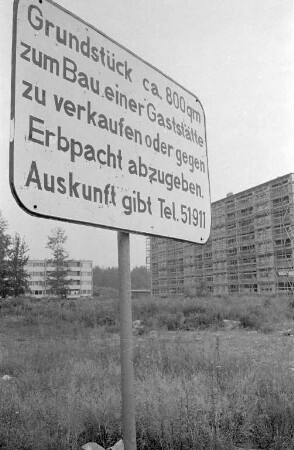 Grundstück ca. 800 qm
zum Bau einer Gaststätte
zu verkaufen oder gegen
Erbpacht abzugeben.
Auskunft gibt Tel. 51911